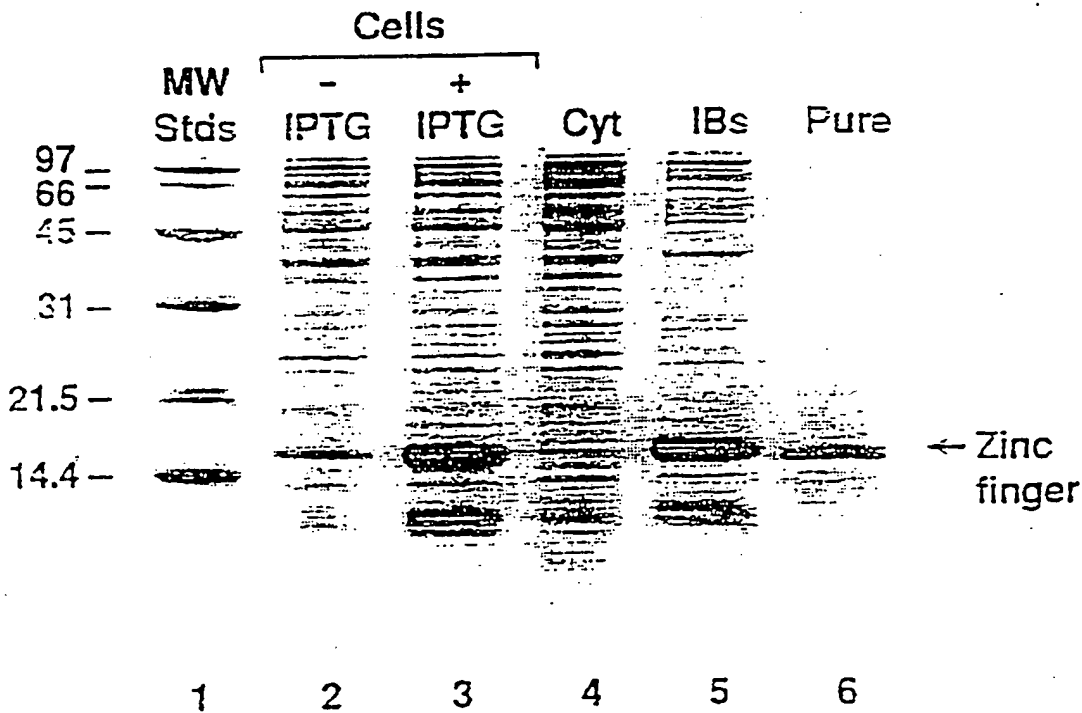 Cells
MW Stds
- IPTG
+ IPTG
Cyt
IBs
Pure
97
66
45
31
21.5
14.4
← Zinc
finger
1 2 3 4 5 6